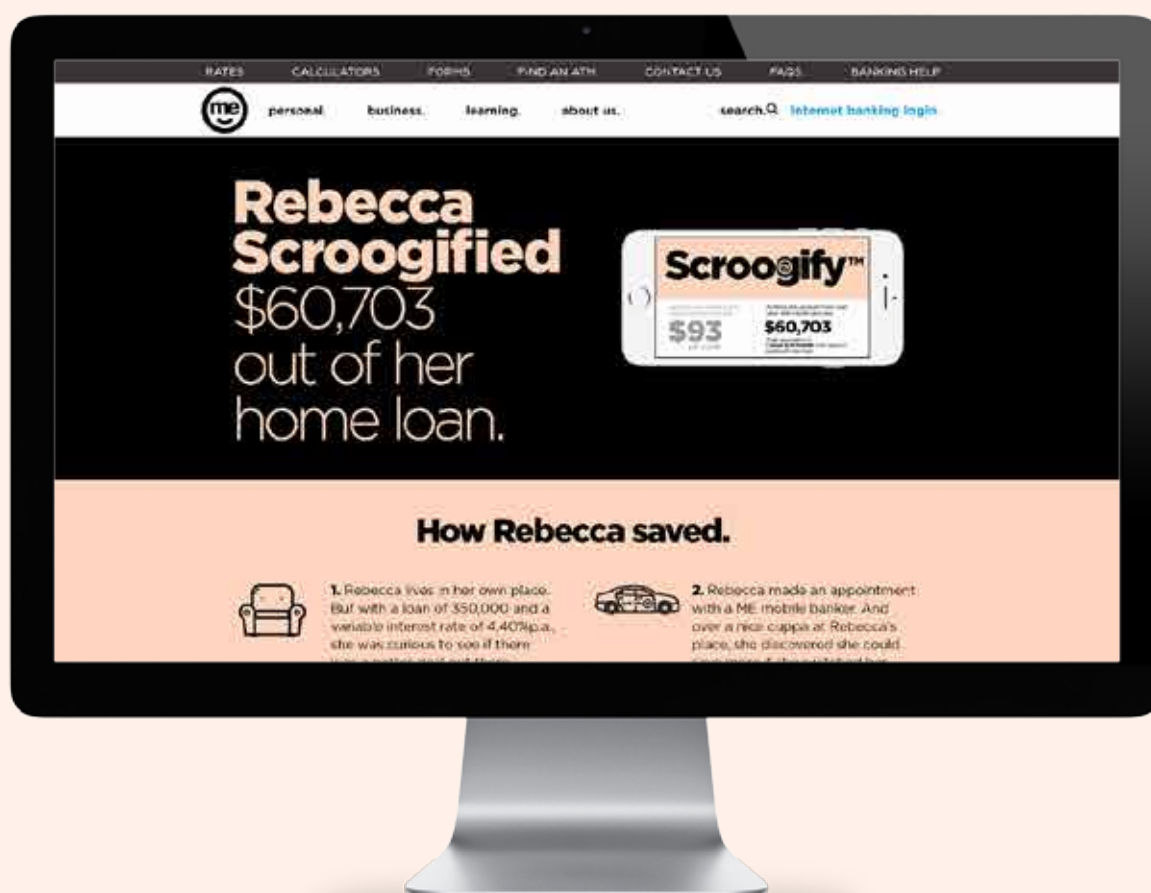 RATES CALCULATORS FORMS FIND AN ATM CONTACT US FAQS BANKING HELP
me personal. business. learning. about us. search. internet banking login
Rebecca
Scroogified
$60,703
out of her
home loan.
Scroogify™
$93
$60,703
How Rebecca saved.
1. Rebecca lives in her own place.
But with a loan of 350,000 and a
variable interest rate of 4.40%p.a.,
she was curious to see if there
2. Rebecca made an appointment
with a ME mobile banker. And
over a nice cuppa at Rebecca's
place, she discovered she could